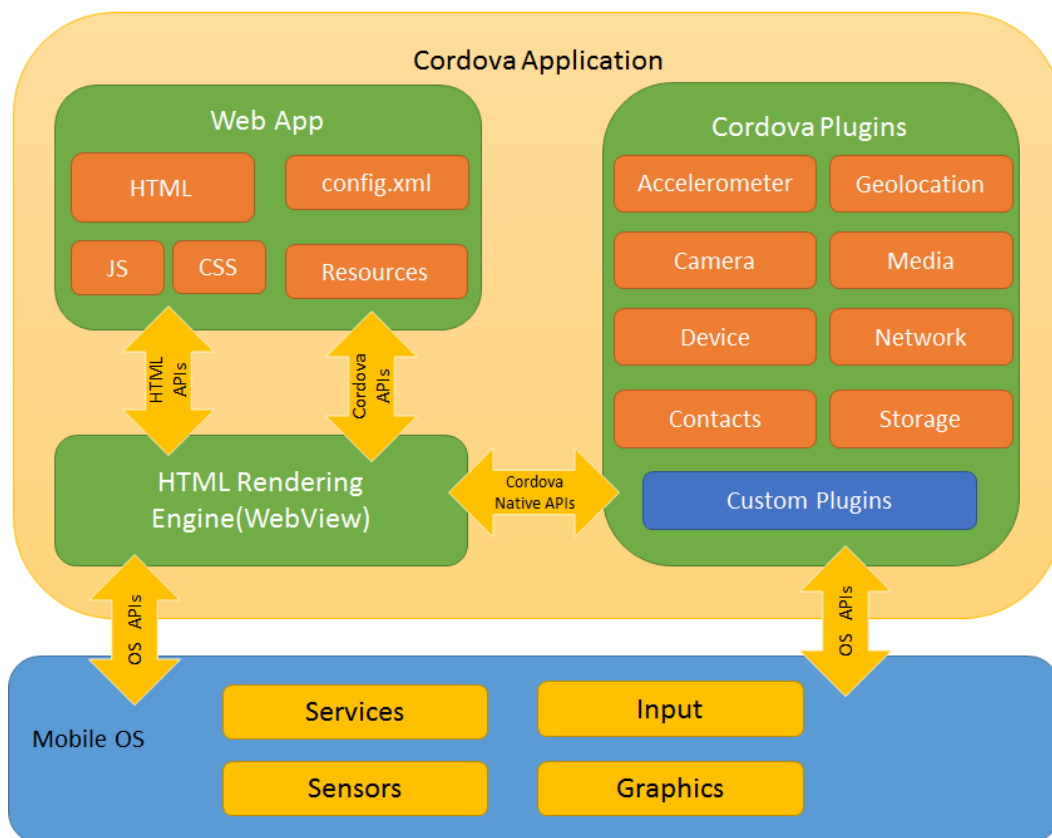 Cordova Application
Web App
HTML
config.xml
JS
CSS
Resources
HTML
APIs
Cordova
APIs
HTML Rendering
Engine(WebView)
Cordova
Native APIs
Cordova Plugins
Accelerometer
Geolocation
Camera
Media
Device
Network
Contacts
Storage
Custom Plugins
OS APIs
OS APIs
Mobile OS
Services
Input
Sensors
Graphics